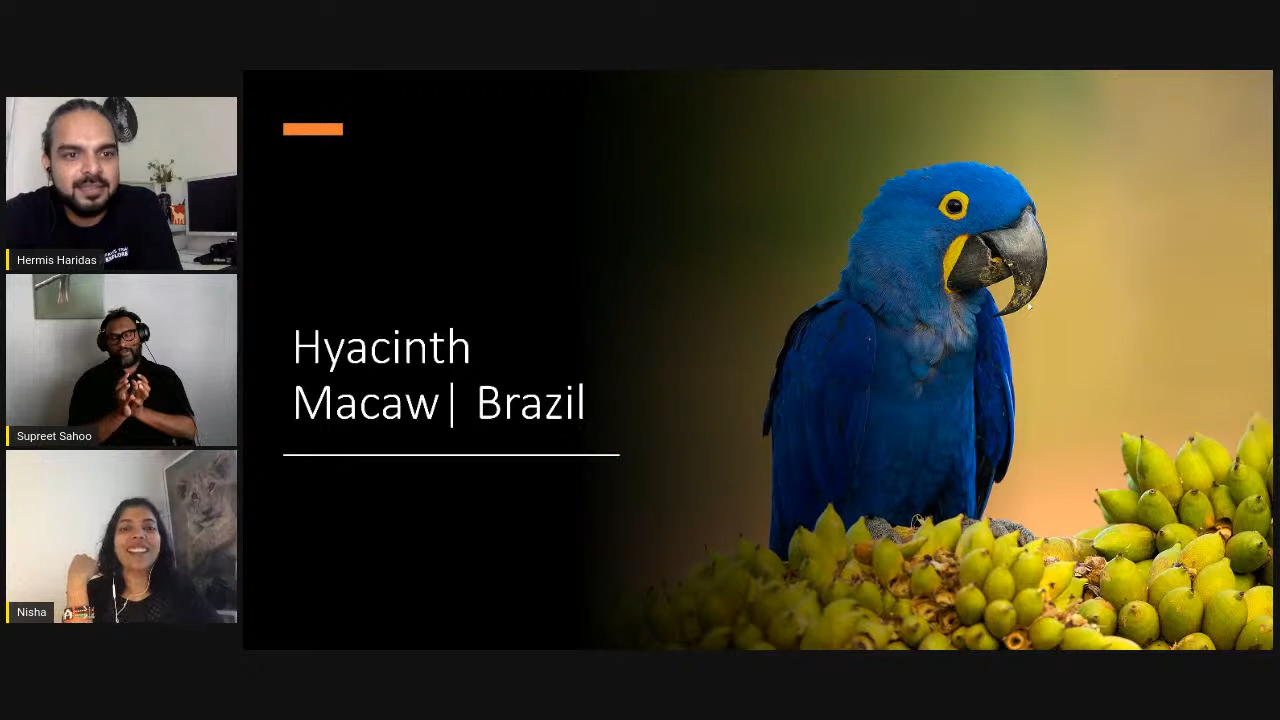 Hermis Haridas
Supreet Sahoo
Nisha
Hyacinth
Macaw| Brazil